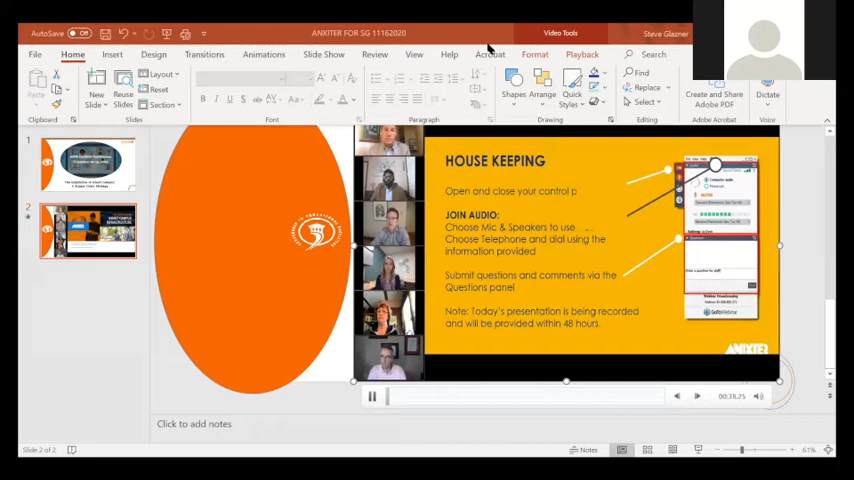 AutoSave Off
ANXITER FOR SG 11162020
Video Tools
Steve Glazner
File Home Insert Design Transitions Animations Slide Show Review View Help Acrobat Format Playback Search
Paste
New Slide
Reuse Slides
Layout
Reset
Section
Shapes
Arrange
Quick Styles
Find
Replace
Select
Create and Share Adobe PDF
Dictate
Clipboard Slides Font Paragraph Drawing Editing Adobe Acrobat Voice
1
2
HOUSE KEEPING
Open and close your control p
JOIN AUDIO:
Choose Mic & Speakers to use
Choose Telephone and dial using the
information provided
Submit questions and comments via the
Questions panel
Note: Today's presentation is being recorded
and will be provided within 48 hours.
GoToWebinar
ANIXTER
00:38.25
Click to add notes
Slide 2 of 2
Notes
61%